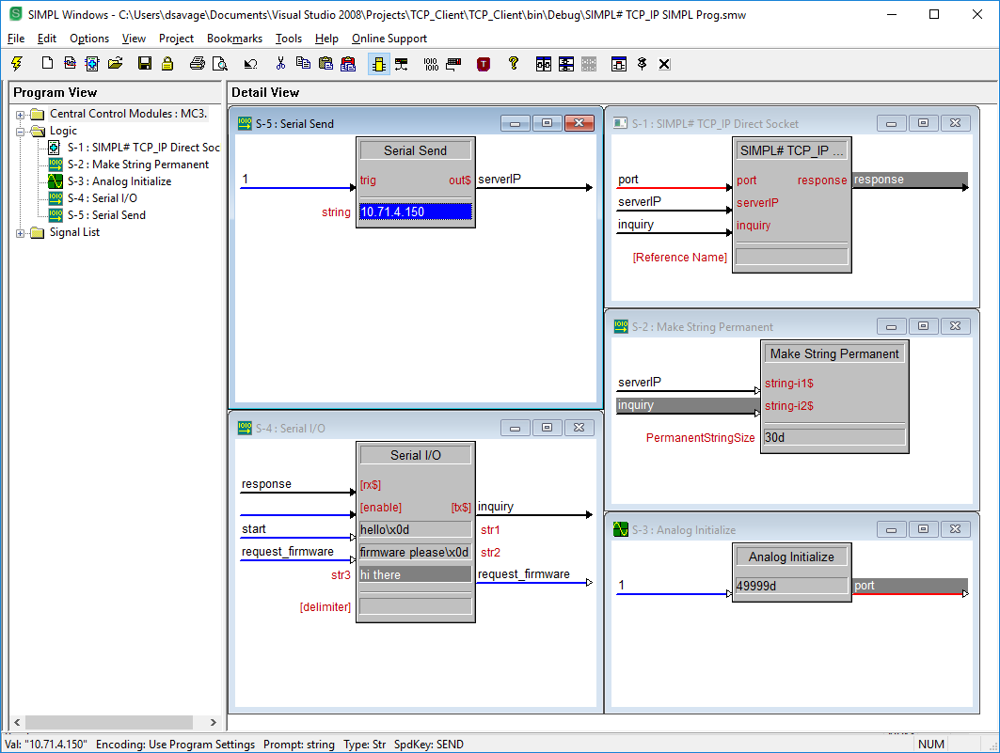 SIMPL Windows - C:\Users\dsavage\Documents\Visual Studio 2008\Projects\TCP_Client\TCP_Client\bin\Debug\SIMPL# TCP_IP SIMPL Prog.smw
File Edit Options View Project Bookmarks Tools Help Online Support
Program View
Central Control Modules : MC3.
Logic
S-1 : SIMPL# TCP_IP Direct Soc
S-2 : Make String Permanent
S-3 : Analog Initialize
S-4 : Serial I/O
S-5 : Serial Send
Signal List
Detail View
S-5 : Serial Send
Serial Send
1 trig out$ serverIP
string 10.71.4.150
S-1 : SIMPL# TCP_IP Direct Socket
SIMPL# TCP_IP ...
port port response response
serverIP serverIP
inquiry inquiry
[Reference Name]
S-2 : Make String Permanent
Make String Permanent
serverIP string-i1$
inquiry string-i2$
PermanentStringSize 30d
S-4 : Serial I/O
Serial I/O
response [rx$]
[enable] [tx$] inquiry
start hello\x0d str1
request_firmware firmware please\x0d str2
str3 hi there request_firmware
[delimiter]
S-3 : Analog Initialize
Analog Initialize
1 49999d port
Val: "10.71.4.150" Encoding: Use Program Settings Prompt: string Type: Str SpdKey: SEND NUM